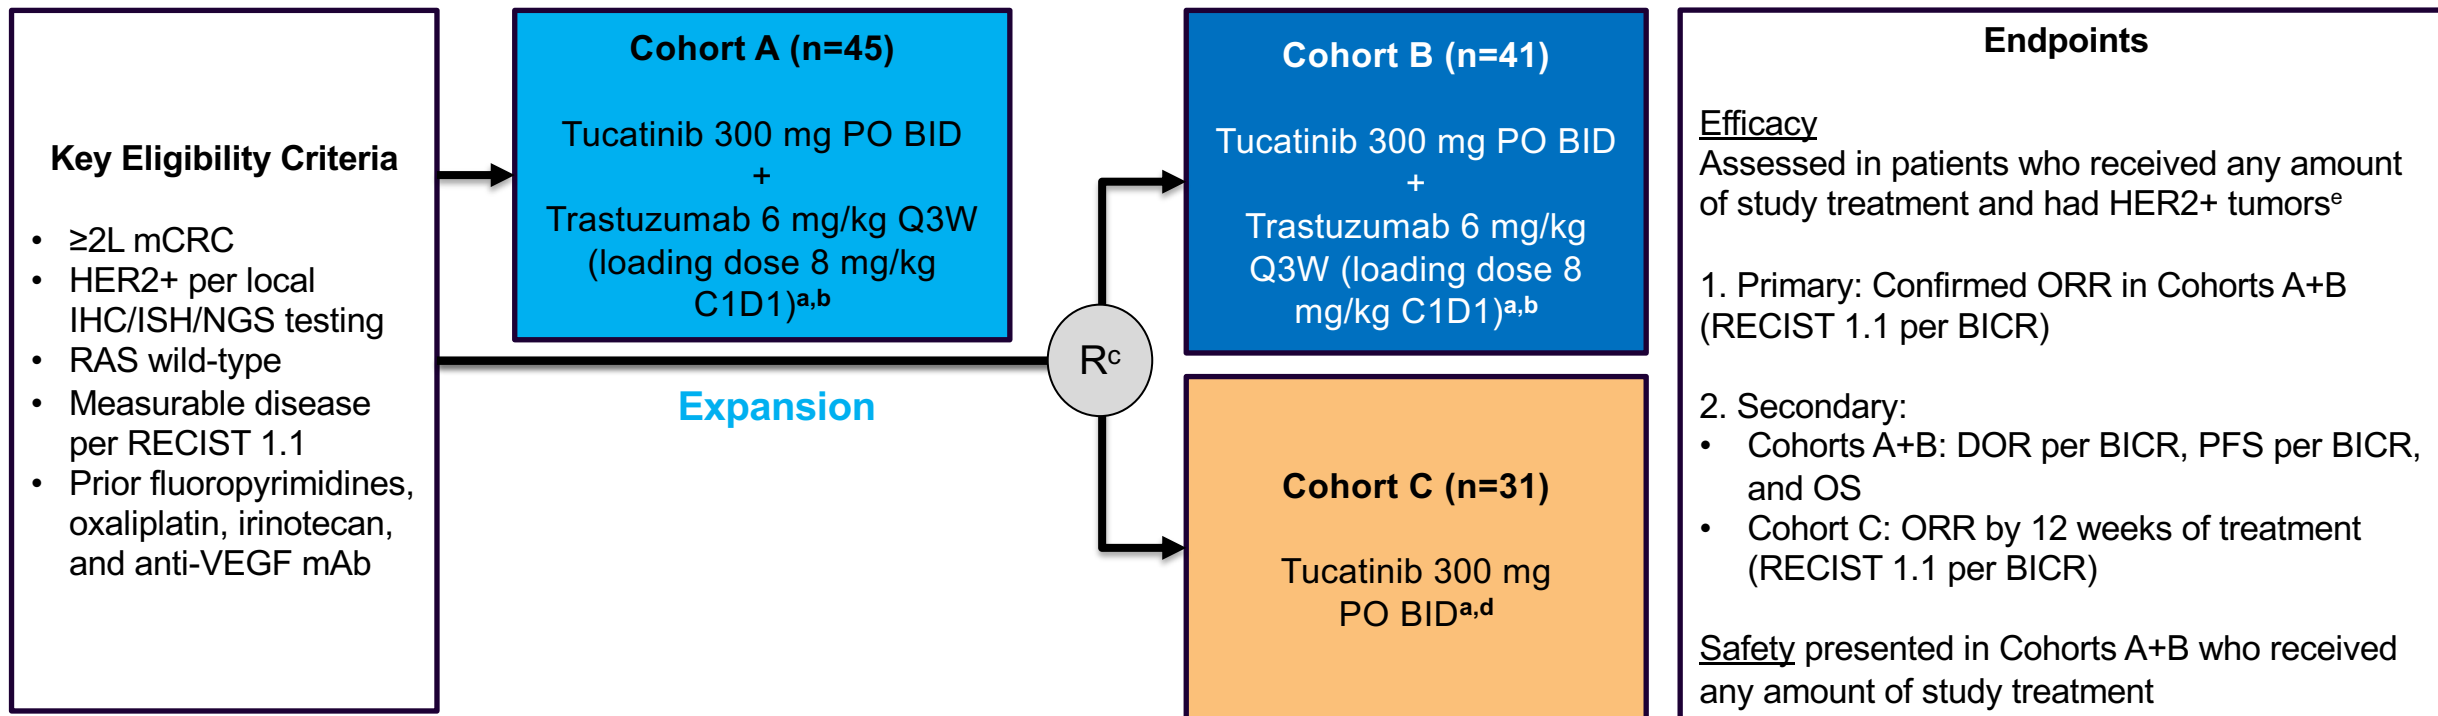 Key Eligibility Criteria
• ≥2L mCRC
• HER2+ per local
IHC/ISH/NGS testing
• RAS wild-type
• Measurable disease
per RECIST 1.1
• Prior fluoropyrimidines,
oxaliplatin, irinotecan,
and anti-VEGF mAb
Cohort A (n=45)
Tucatinib 300 mg PO BID
+
Trastuzumab 6 mg/kg Q3W
(loading dose 8 mg/kg
C1D1)a,b
Expansion
Rc
Cohort B (n=41)
Tucatinib 300 mg PO BID
+
Trastuzumab 6 mg/kg
Q3W (loading dose 8
mg/kg C1D1)a,b
Cohort C (n=31)
Tucatinib 300 mg
PO BIDa,d
Endpoints
Efficacy
Assessed in patients who received any amount
of study treatment and had HER2+ tumorse
1. Primary: Confirmed ORR in Cohorts A+B
(RECIST 1.1 per BICR)
2. Secondary:
• Cohorts A+B: DOR per BICR, PFS per BICR,
and OS
• Cohort C: ORR by 12 weeks of treatment
(RECIST 1.1 per BICR)
Safety presented in Cohorts A+B who received
any amount of study treatment